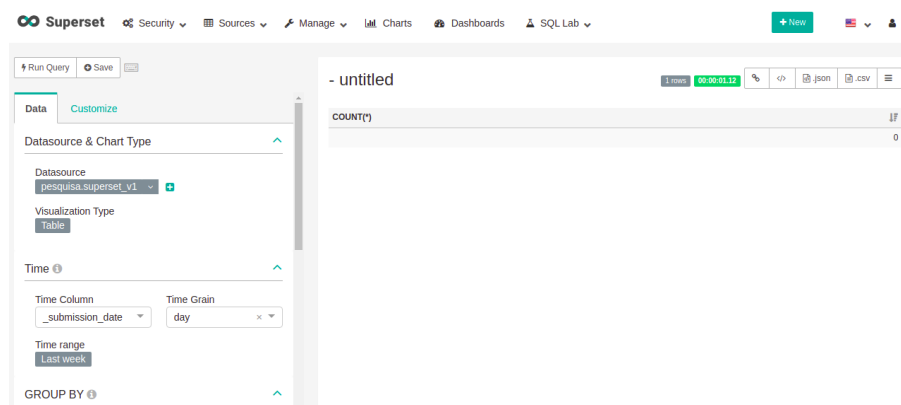 Superset Security Sources Manage Charts Dashboards SQL Lab + New
Run Query Save
- untitled
1 rows 00:00:01.12 </> .json .csv
Data Customize
COUNT(*)
0
Datasource & Chart Type
Datasource
pesquisa.superset_v1
Visualization Type
Table
Time
Time Column Time Grain
_submission_date day ×
Time range
Last week
GROUP BY